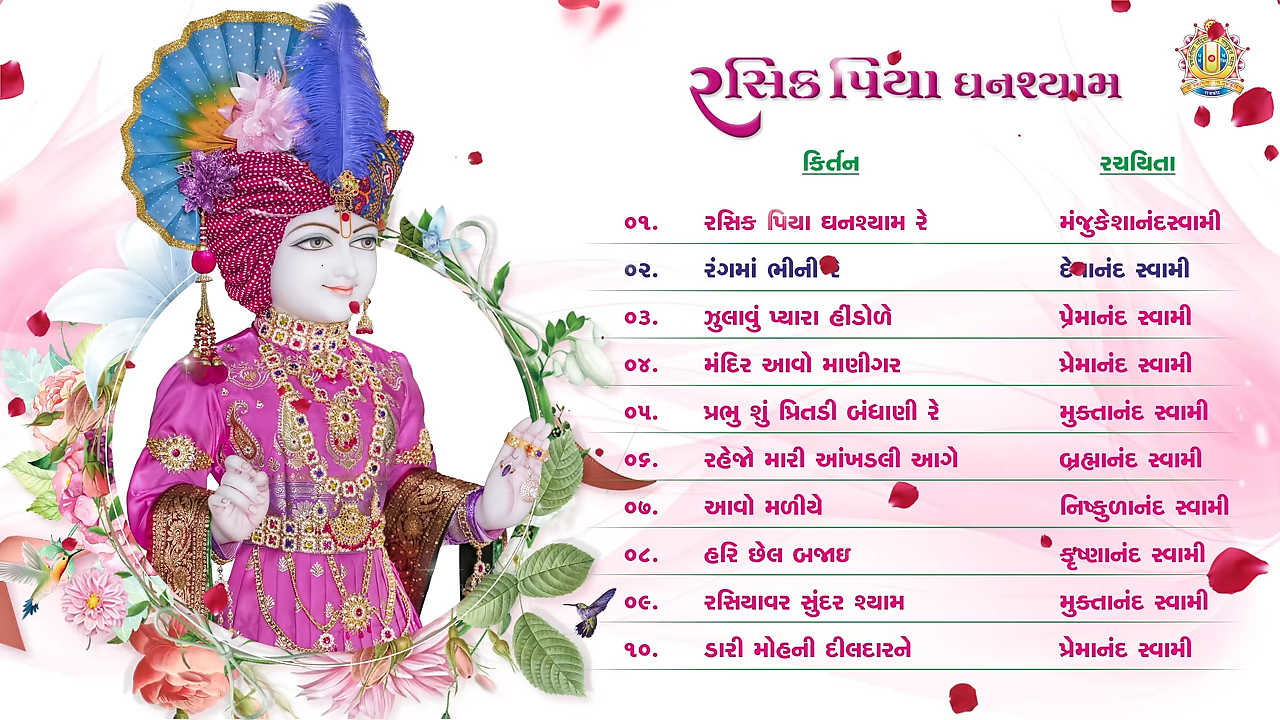 રસિક પિયા ઘનશ્યામ
કિર્તન રચયિતા
૦૧. રસિક પિયા ઘનશ્યામ રે મંજુકેશાનંદસ્વામી
૦૨. રંગમાં ભીની રે દેવાનંદ સ્વામી
૦૩. ઝુલાવું પ્યારા હીંડોળે પ્રેમાનંદ સ્વામી
૦૪. મંદિર આવો માણીગર પ્રેમાનંદ સ્વામી
૦૫. પ્રભુ શું પ્રિતડી બંધાણી રે મુક્તાનંદ સ્વામી
૦૬. રહેજો મારી આંખડલી આગે બ્રહ્માનંદ સ્વામી
૦૭. આવો મળીયે નિષ્કુળાનંદ સ્વામી
૦૮. હરિ છેલ બજાઇ કૃષ્ણાનંદ સ્વામી
૦૯. રસિયાવર સુંદર શ્યામ મુક્તાનંદ સ્વામી
૧૦. ડારી મોહની દીલદારને પ્રેમાનંદ સ્વામી